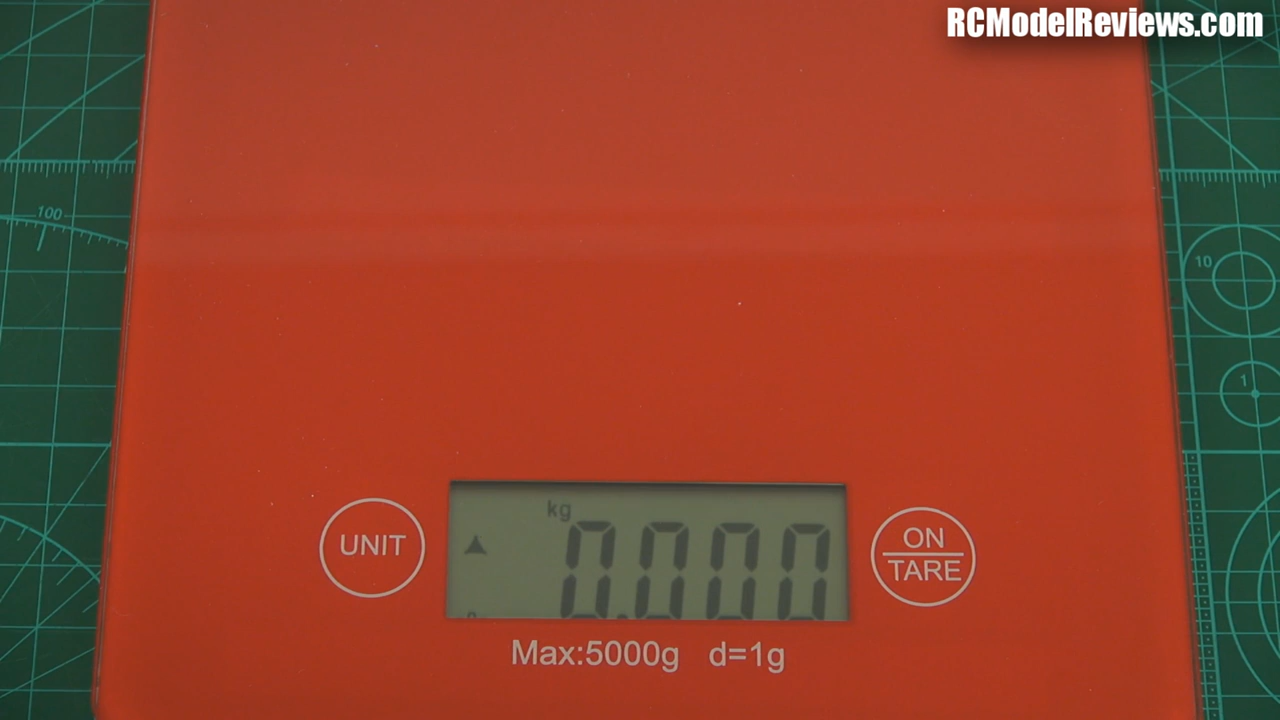 RCModelReviews.com
100
10
1
kg
0.000
UNIT
ON
TARE
Max:5000g d=1g